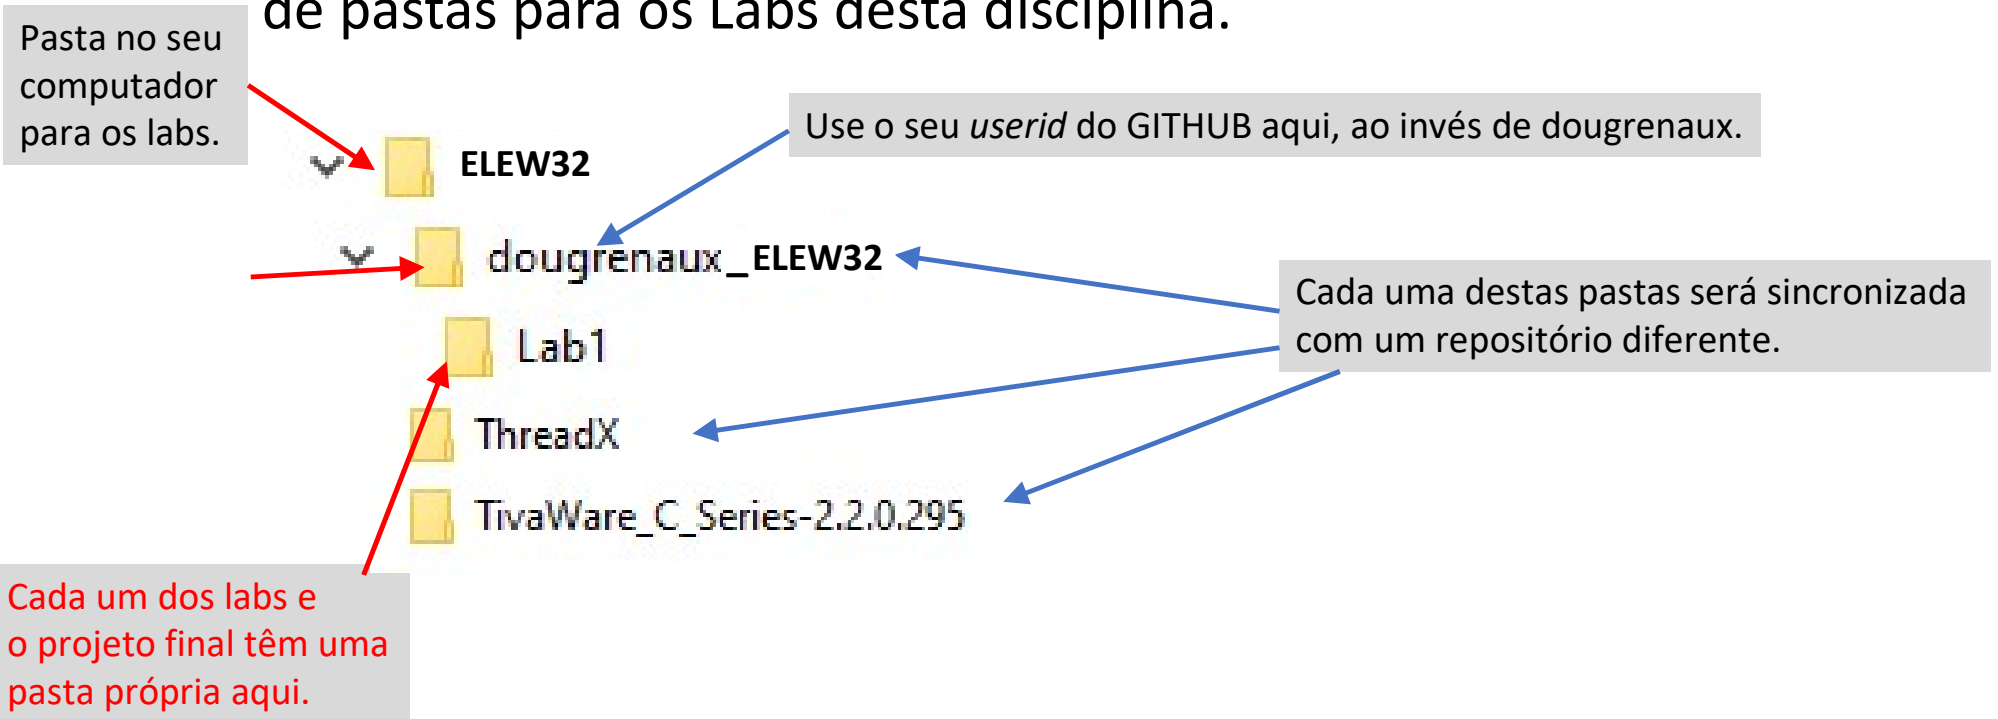 de pastas para os Labs desta disciplina.
Pasta no seu
computador
para os labs.
Use o seu userid do GITHUB aqui, ao invés de dougrenaux.
ELEW32
dougrenaux_ELEW32
Cada uma destas pastas será sincronizada
com um repositório diferente.
Lab1
ThreadX
TivaWare_C_Series-2.2.0.295
Cada um dos labs e
o projeto final têm uma
pasta própria aqui.